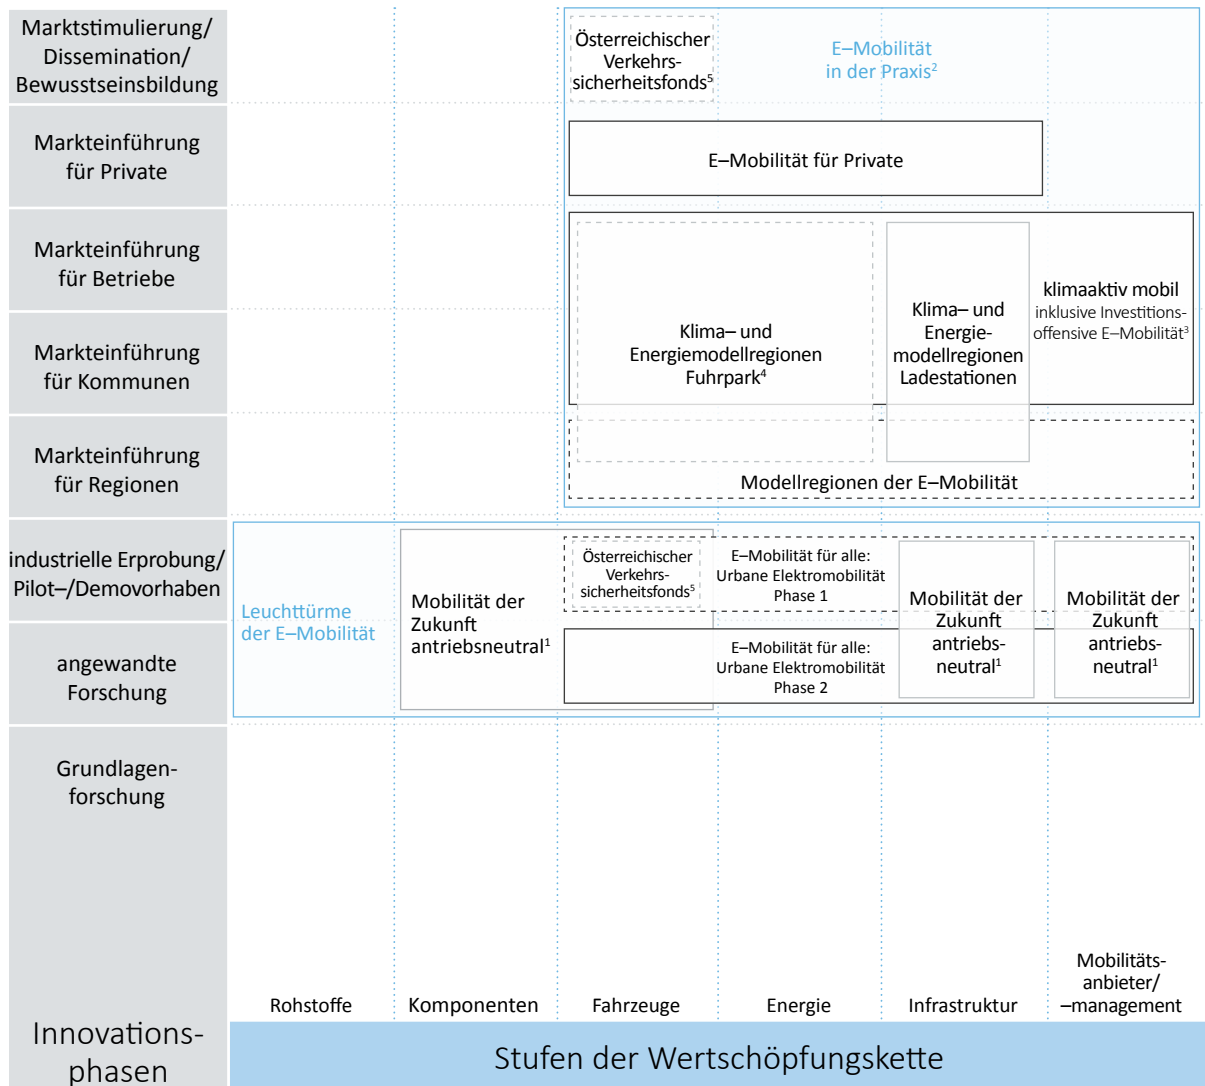 Marktstimulierung/
Dissemination/
Bewusstseinsbildung
Österreichischer
Verkehrs-
sicherheitsfonds⁵
E–Mobilität
in der Praxis²
Markteinführung
für Private
E–Mobilität für Private
Markteinführung
für Betriebe
Markteinführung
für Kommunen
Klima– und
Energiemodellregionen
Fuhrpark⁴
Klima– und
Energie-
modellregionen
Ladestationen
klimaaktiv mobil
inklusive Investitions-
offensive E–Mobilität³
Markteinführung
für Regionen
Modellregionen der E–Mobilität
industrielle Erprobung/
Pilot–/Demovorhaben
angewandte
Forschung
Leuchttürme
der E–Mobilität
Mobilität der
Zukunft
antriebsneutral¹
Österreichischer
Verkehrs-
sicherheitsfonds⁵
E–Mobilität für alle:
Urbane Elektromobilität
Phase 1
E–Mobilität für alle:
Urbane Elektromobilität
Phase 2
Mobilität der
Zukunft
antriebs-
neutral¹
Mobilität der
Zukunft
antriebs-
neutral¹
Grundlagen-
forschung
Rohstoffe
Komponenten
Fahrzeuge
Energie
Infrastruktur
Mobilitäts-
anbieter/
–management
Innovations-
phasen
Stufen der Wertschöpfungskette